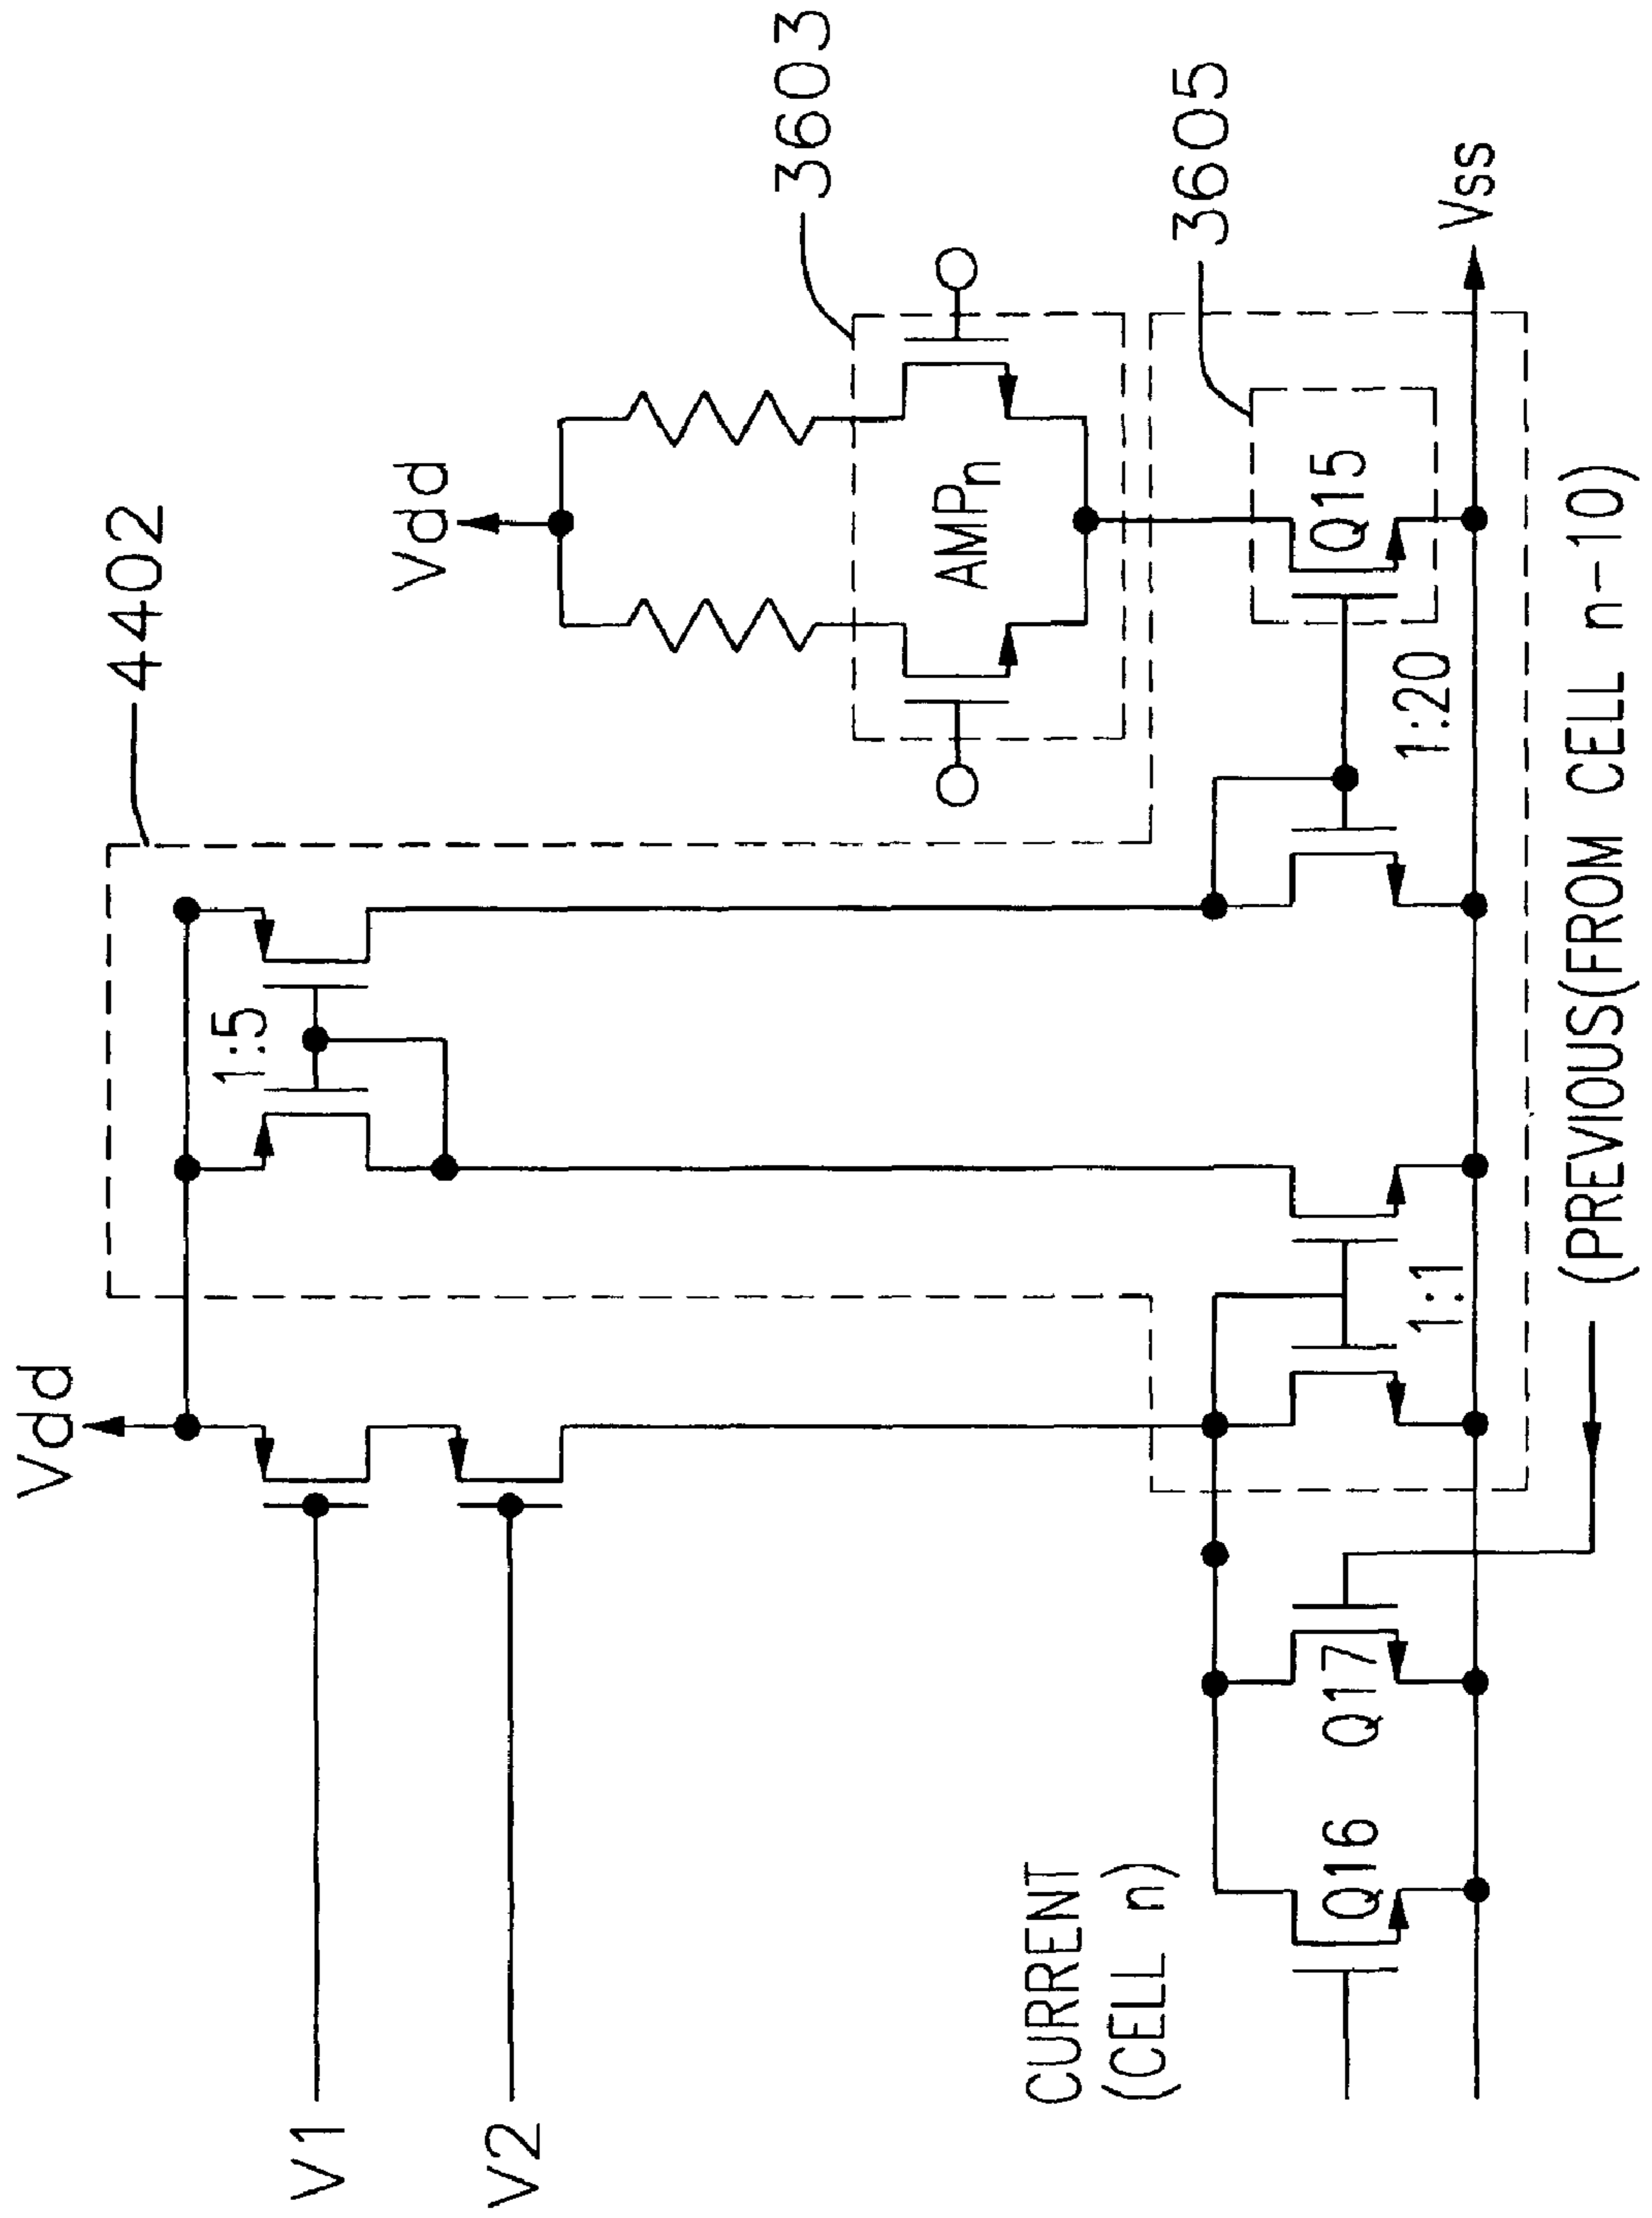 4402
3603
3605
Vdd
Vdd
1:5
AMPn
Q15
1:20
1:1
Vss
V1
V2
CURRENT
(CELL n)
Q16
Q17
(PREVIOUS(FROM CELL n-10)